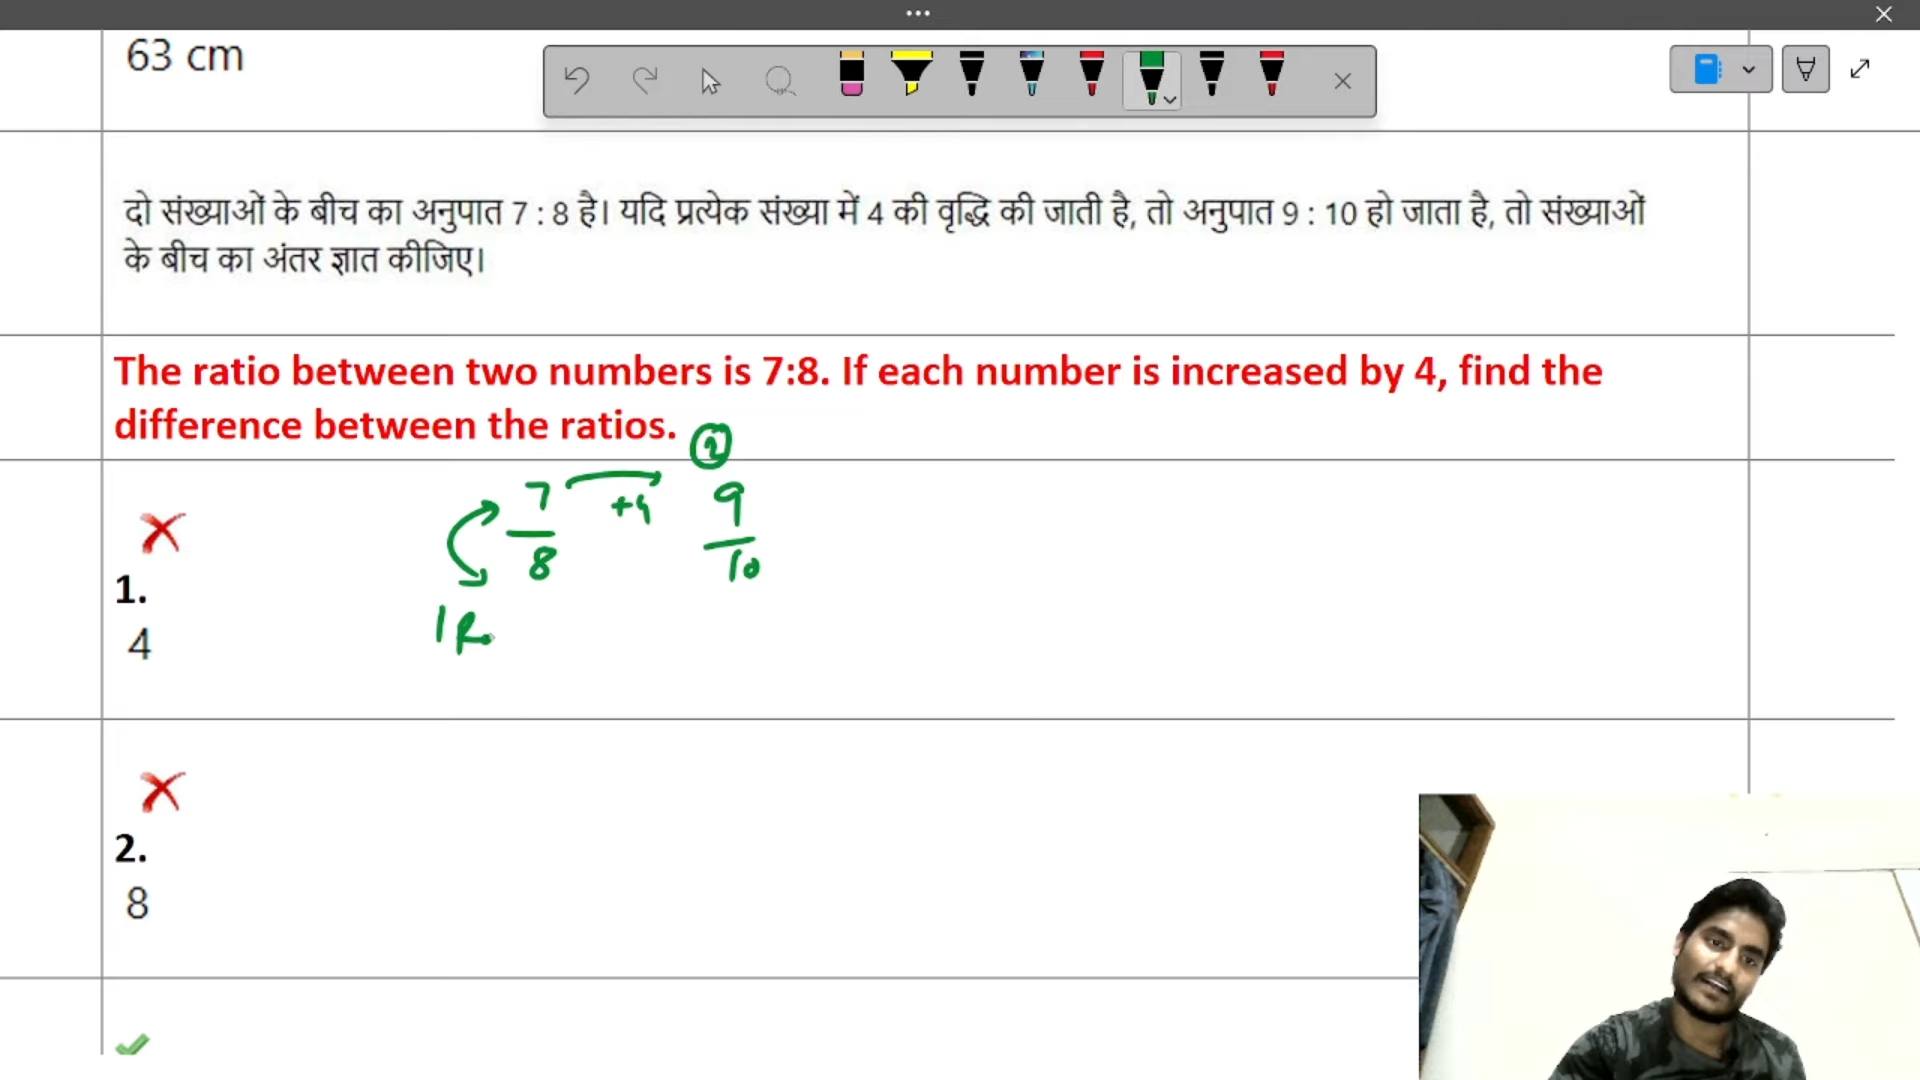 63 cm
दो संख्याओं के बीच का अनुपात 7 : 8 है। यदि प्रत्येक संख्या में 4 की वृद्धि की जाती है, तो अनुपात 9 : 10 हो जाता है, तो संख्याओं
के बीच का अंतर ज्ञात कीजिए।
The ratio between two numbers is 7:8. If each number is increased by 4, find the
difference between the ratios.
2
7 +4 9
8 10
1R
1.
4
2.
8